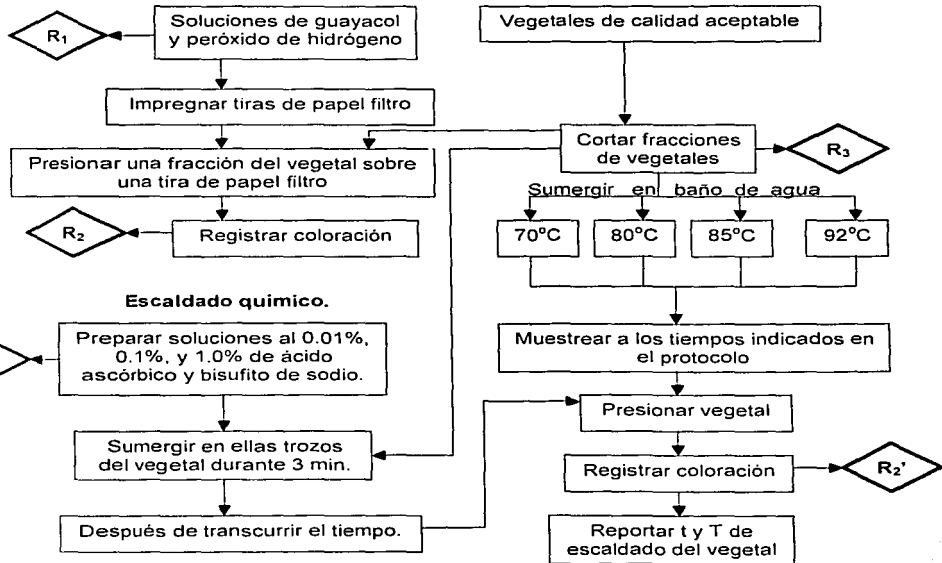 R1
Soluciones de guayacol
y peróxido de hidrógeno
Impregnar tiras de papel filtro
Presionar una fracción del vegetal sobre
una tira de papel filtro
R2
Registrar coloración
Escaldado quimico.
Preparar soluciones al 0.01%,
0.1%, y 1.0% de ácido
ascórbico y bisufito de sodio.
Sumergir en ellas trozos
del vegetal durante 3 min.
Después de transcurrir el tiempo.
Vegetales de calidad aceptable
Cortar fracciones
de vegetales
R3
Sumergir en baño de agua
70°C
80°C
85°C
92°C
Muestrear a los tiempos indicados en
el protocolo
Presionar vegetal
Registrar coloración
R2'
Reportar t y T de
escaldado del vegetal